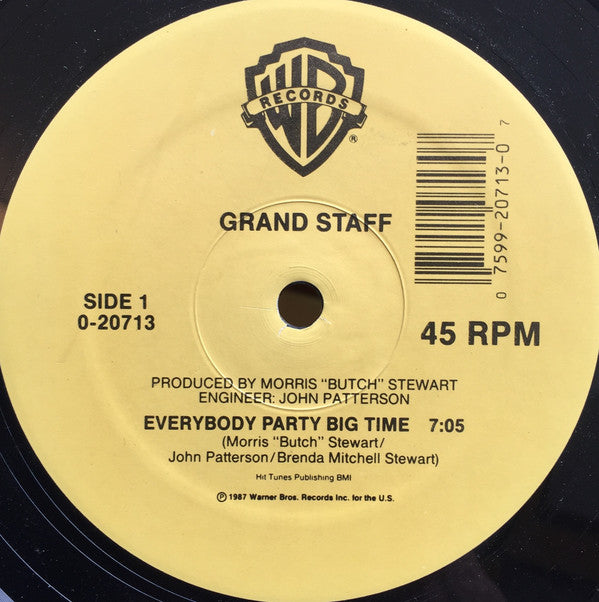 WB
RECORDS
®
GRAND STAFF
7
0 7599-20713-0
SIDE 1
0-20713
45 RPM
PRODUCED BY MORRIS "BUTCH" STEWART
ENGINEER: JOHN PATTERSON
EVERYBODY PARTY BIG TIME 7:05
(Morris "Butch" Stewart/
John Patterson/Brenda Mitchell Stewart)
Hit Tunes Publishing BMI
℗ 1987 Warner Bros. Records Inc. for the U.S.